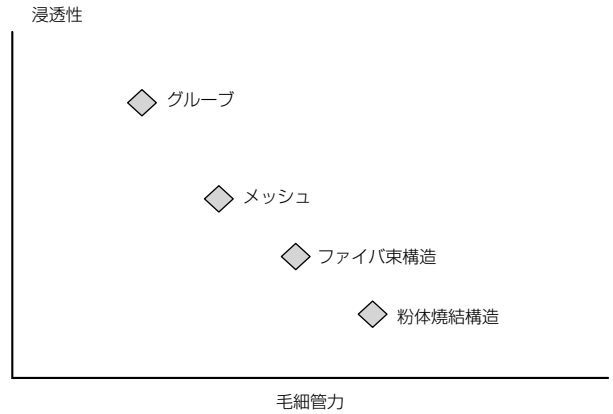 浸透性
グルーブ
メッシュ
ファイバ束構造
粉体焼結構造
毛細管力